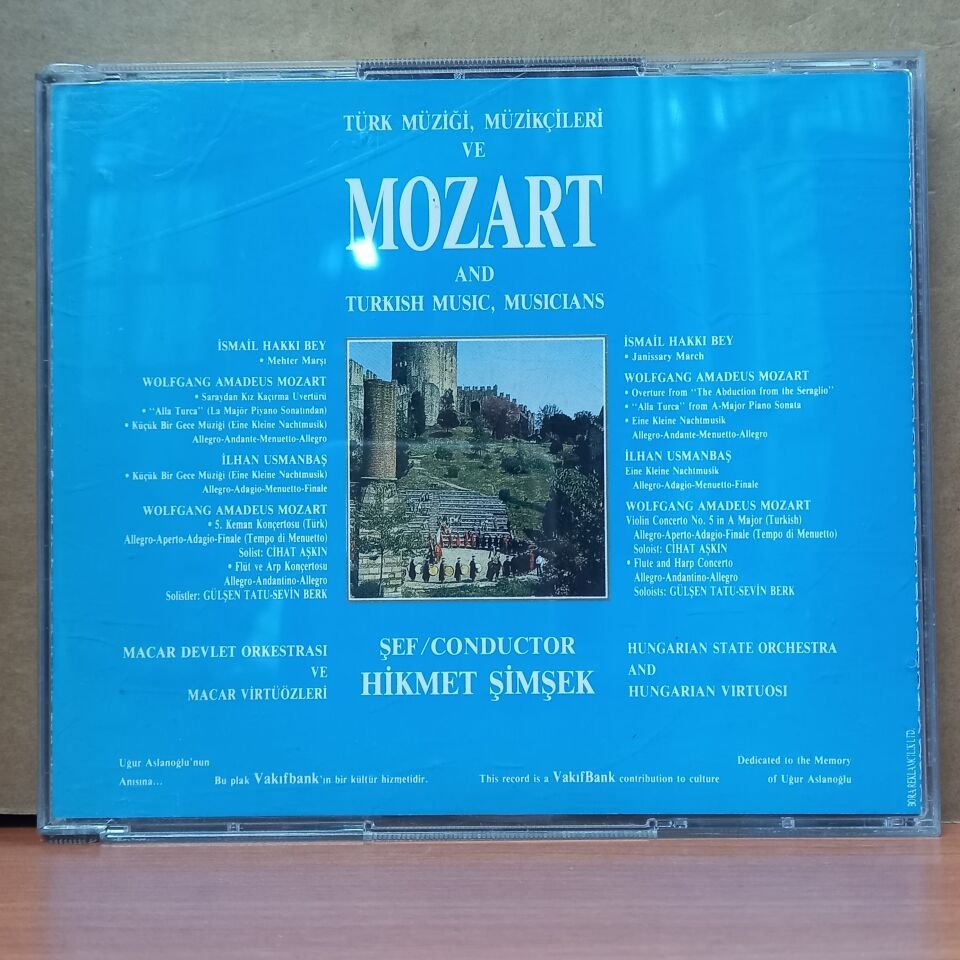 TÜRK MÜZİĞİ, MÜZİKÇİLERİ
VE
MOZART
AND
TURKISH MUSIC, MUSICIANS
İSMAİL HAKKI BEY
• Mehter Marşı
WOLFGANG AMADEUS MOZART
• Saraydan Kız Kaçırma Uvertürü
• “Alla Turca” (La Majör Piyano Sonatından)
• Küçük Bir Gece Müziği (Eine Kleine Nachtmusik)
Allegro-Andante-Menuetto-Allegro
İLHAN USMANBAŞ
• Küçük Bir Gece Müziği (Eine Kleine Nachtmusik)
Allegro-Adagio-Menuetto-Finale
WOLFGANG AMADEUS MOZART
• 5. Keman Konçertosu (Türk)
Allegro-Aperto-Adagio-Finale (Tempo di Menuetto)
Solist: CİHAT AŞKIN
• Flüt ve Arp Konçertosu
Allegro-Andantino-Allegro
Solistler: GÜLŞEN TATU-SEVİN BERK
İSMAİL HAKKI BEY
• Janissary March
WOLFGANG AMADEUS MOZART
• Overture from “The Abduction from the Seraglio”
• “Alla Turca” from A-Major Piano Sonata
• Eine Kleine Nachtmusik
Allegro-Andante-Menuetto-Allegro
İLHAN USMANBAŞ
Eine Kleine Nachtmusik
Allegro-Adagio-Menuetto-Finale
WOLFGANG AMADEUS MOZART
Violin Concerto No. 5 in A Major (Turkish)
Allegro-Aperto-Adagio-Finale (Tempo di Menuetto)
Soloist: CİHAT AŞKIN
• Flute and Harp Concerto
Allegro-Andantino-Allegro
Soloists: GÜLŞEN TATU-SEVİN BERK
MACAR DEVLET ORKESTRASI
VE
MACAR VİRTÜÖZLERİ
ŞEF/CONDUCTOR
HİKMET ŞİMŞEK
HUNGARIAN STATE ORCHESTRA
AND
HUNGARIAN VIRTUOSI
Uğur Aslanoğlu'nun
Anısına...
Bu plak Vakıfbank'ın bir kültür hizmetidir.
This record is a VakıfBank contribution to culture
Dedicated to the Memory
of Uğur Aslanoğlu
BORA REKLAMCILIK LTD.